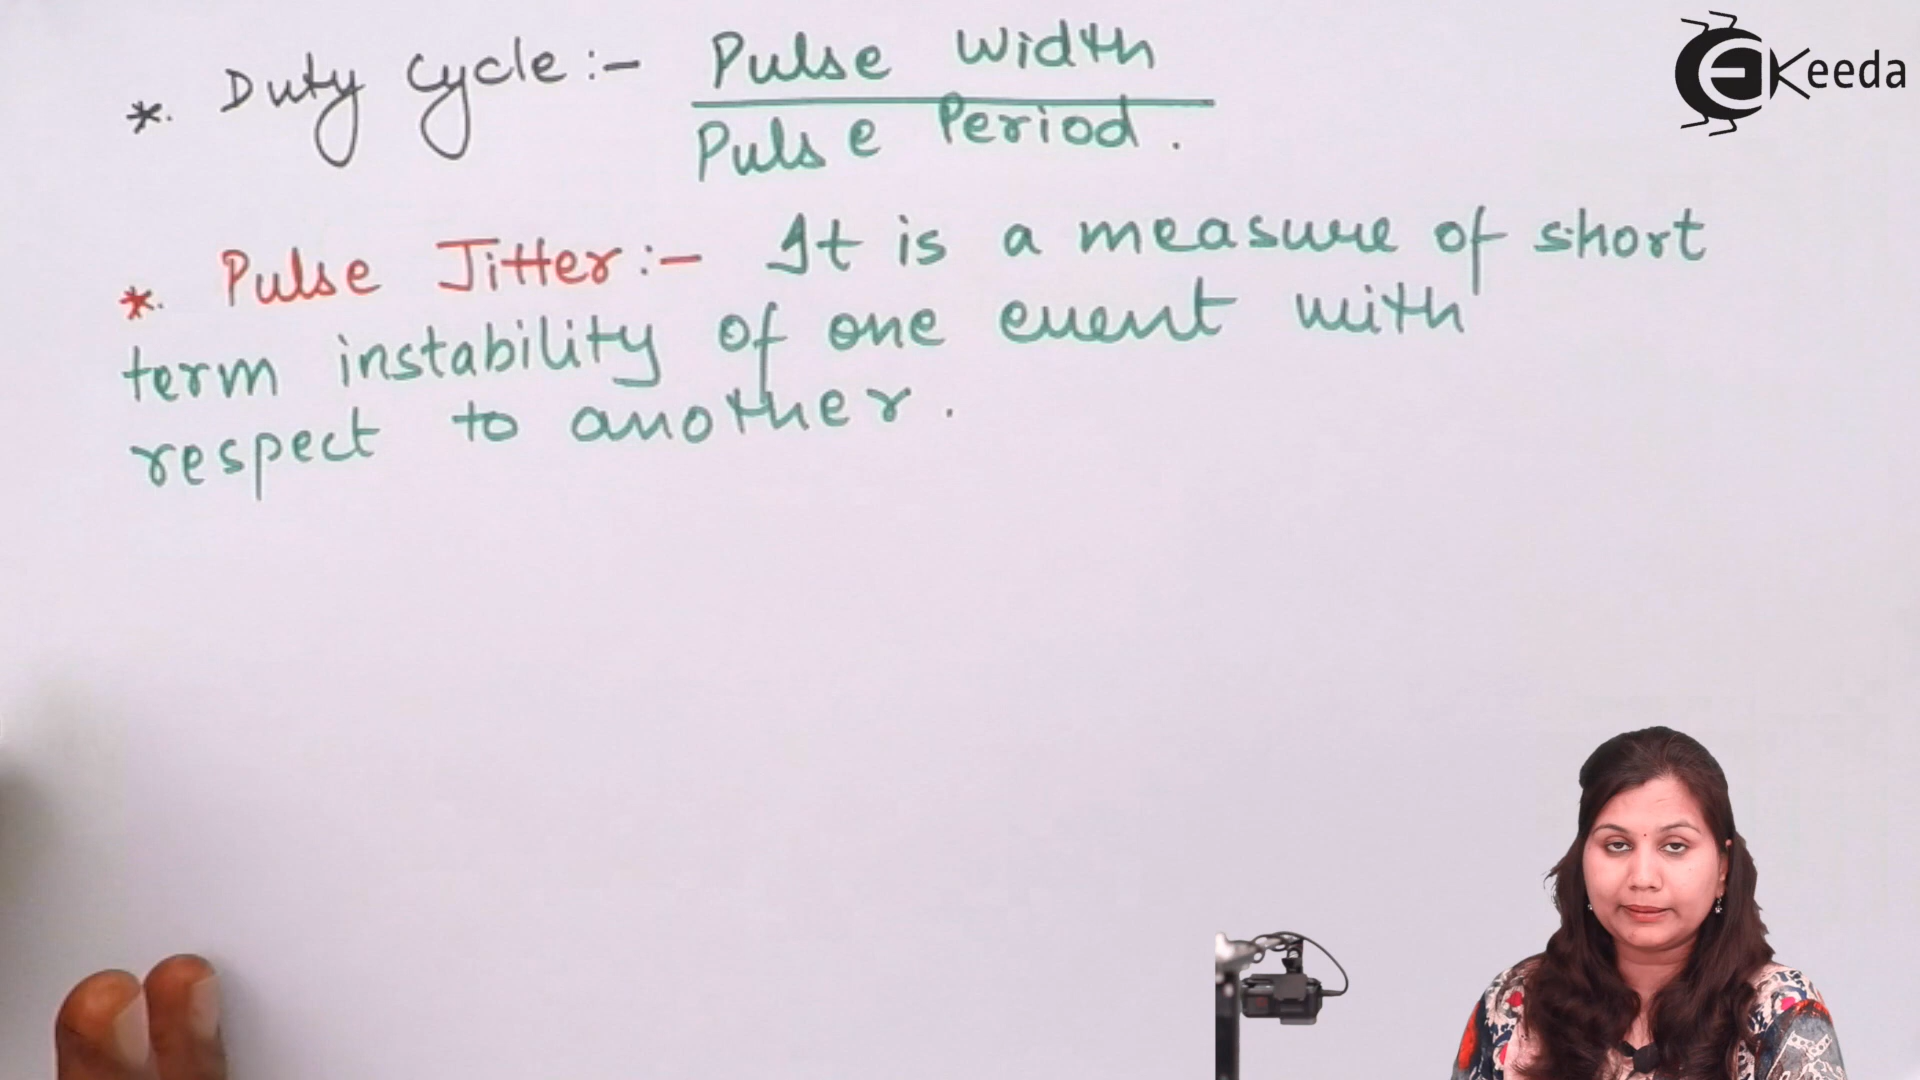 *. Duty Cycle:- Pulse Width
Pulse Period.
EKeeda
*. Pulse Jitter:- It is a measure of short
term instability of one event with
respect to another.